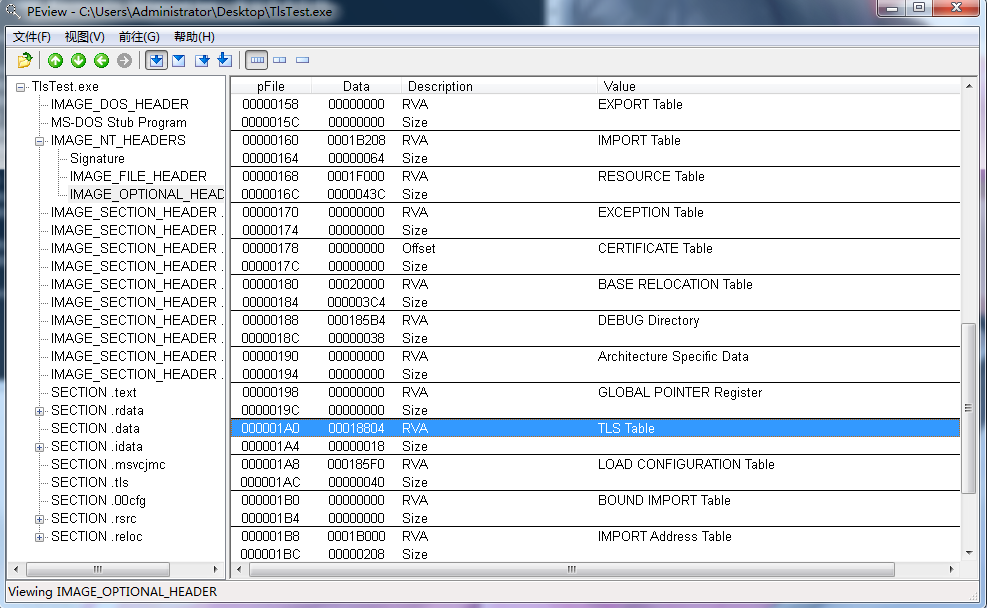 PEview - C:\Users\Administrator\Desktop\TlsTest.exe
文件(F) 视图(V) 前往(G) 帮助(H)
TlsTest.exe
IMAGE_DOS_HEADER
MS-DOS Stub Program
IMAGE_NT_HEADERS
Signature
IMAGE_FILE_HEADER
IMAGE_OPTIONAL_HEAD
IMAGE_SECTION_HEADER .
IMAGE_SECTION_HEADER .
IMAGE_SECTION_HEADER .
IMAGE_SECTION_HEADER .
IMAGE_SECTION_HEADER .
IMAGE_SECTION_HEADER .
IMAGE_SECTION_HEADER .
IMAGE_SECTION_HEADER .
IMAGE_SECTION_HEADER .
IMAGE_SECTION_HEADER .
SECTION .text
SECTION .rdata
SECTION .data
SECTION .idata
SECTION .msvcjmc
SECTION .tls
SECTION .00cfg
SECTION .rsrc
SECTION .reloc
pFile Data Description Value
00000158 00000000 RVA EXPORT Table
0000015C 00000000 Size
00000160 0001B208 RVA IMPORT Table
00000164 00000064 Size
00000168 0001F000 RVA RESOURCE Table
0000016C 0000043C Size
00000170 00000000 RVA EXCEPTION Table
00000174 00000000 Size
00000178 00000000 Offset CERTIFICATE Table
0000017C 00000000 Size
00000180 00020000 RVA BASE RELOCATION Table
00000184 000003C4 Size
00000188 000185B4 RVA DEBUG Directory
0000018C 00000038 Size
00000190 00000000 RVA Architecture Specific Data
00000194 00000000 Size
00000198 00000000 RVA GLOBAL POINTER Register
0000019C 00000000 Size
000001A0 00018804 RVA TLS Table
000001A4 00000018 Size
000001A8 000185F0 RVA LOAD CONFIGURATION Table
000001AC 00000040 Size
000001B0 00000000 RVA BOUND IMPORT Table
000001B4 00000000 Size
000001B8 0001B000 RVA IMPORT Address Table
000001BC 00000208 Size
Viewing IMAGE_OPTIONAL_HEADER